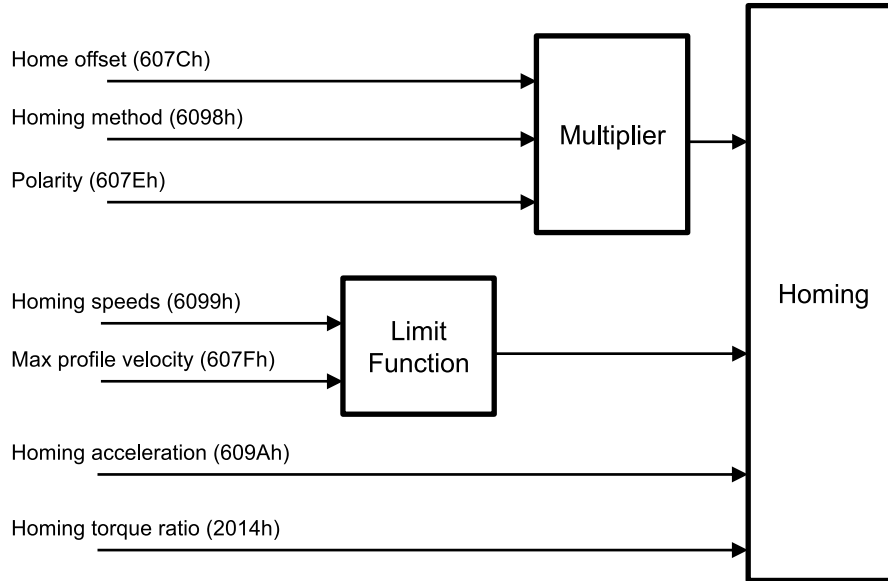 Home offset (607Ch)
Homing method (6098h)
Multiplier
Polarity (607Eh)
Homing speeds (6099h)
Homing
Limit
Function
Max profile velocity (607Fh)
Homing acceleration (609Ah)
Homing torque ratio (2014h)